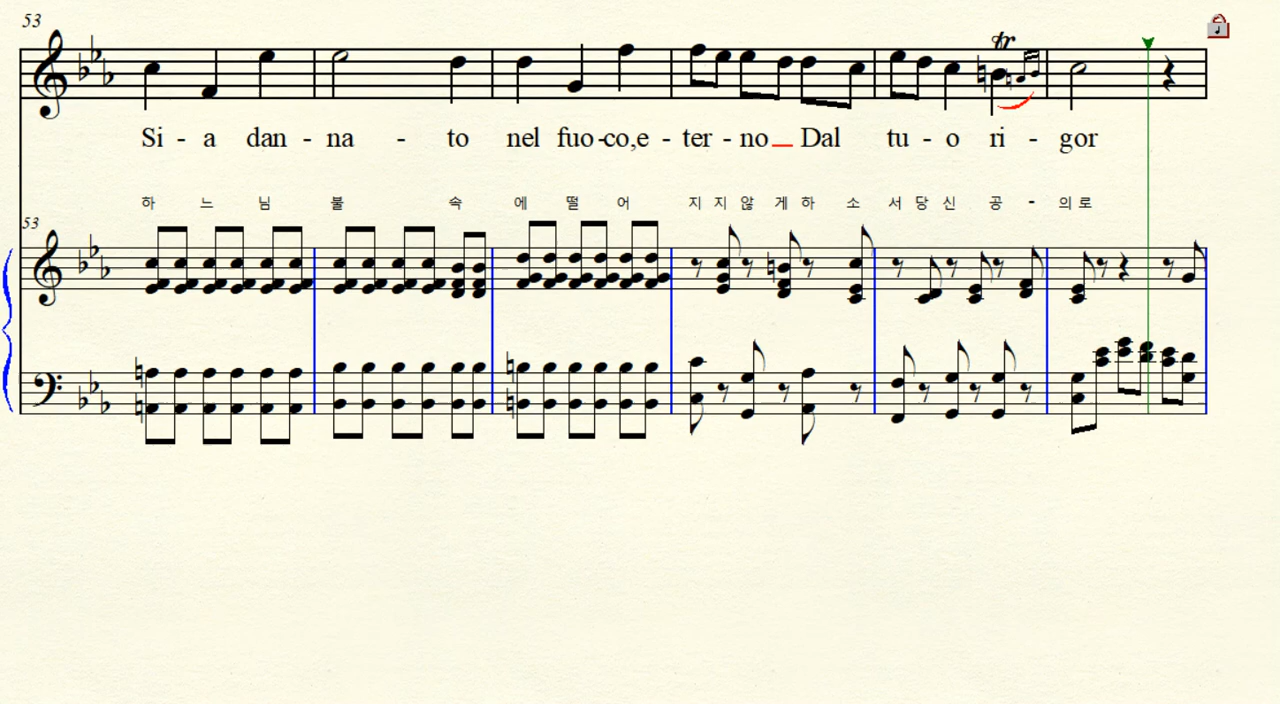 53
Si - a dan - na - to nel fuo-co,e - ter - no_ Dal tu - o ri - gor
하 느 님 불 속 에 떨 어 지 지 않 게 하 소 서 당 신 공 - 의 로
53